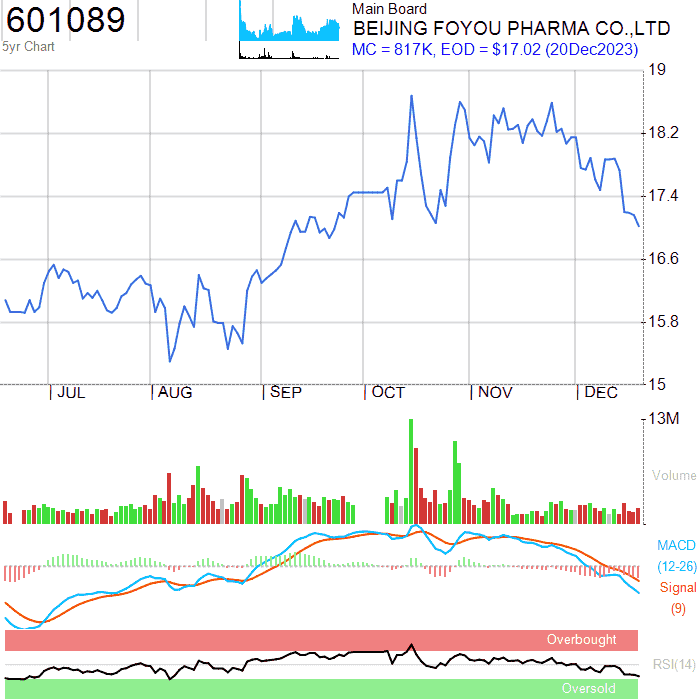 601089
5yr Chart
Main Board
BEIJING FOYOU PHARMA CO.,LTD
MC = 817K, EOD = $17.02 (20Dec2023)
19
18.2
17.4
16.6
15.8
15
JUL AUG SEP OCT NOV DEC
13M
Volume
MACD
(12-26)
Signal
(9)
Overbought
RSI(14)
Oversold